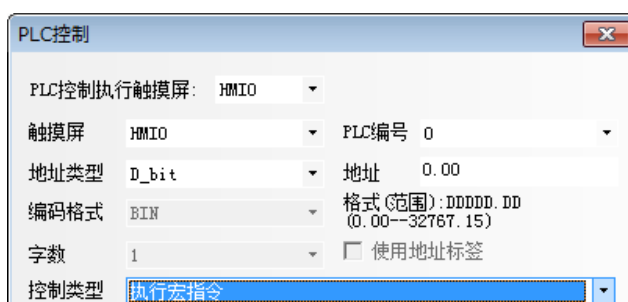 PLC控制
PLC控制执行触摸屏: HMI0
触摸屏 HMI0 PLC编号 0
地址类型 D_bit 地址 0.00
编码格式 BIN 格式(范围):DDDDD.DD
(0.00--32767.15)
字数 1 使用地址标签
控制类型 执行宏指令